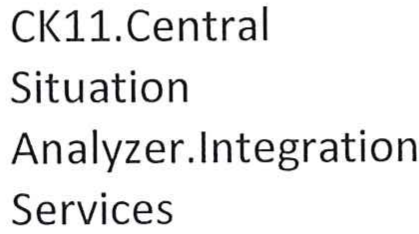 CK11.Central
Situation
Analyzer.Integration
Services